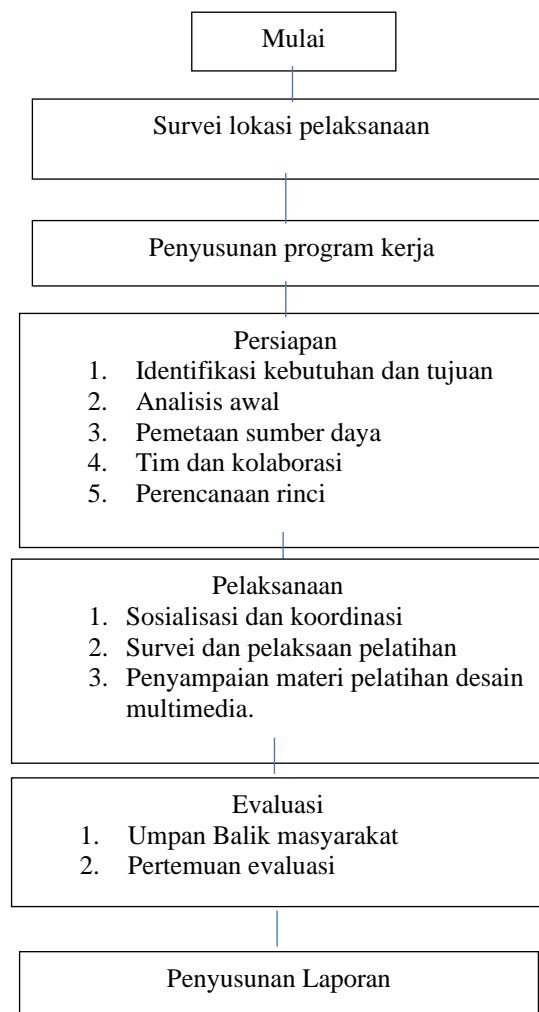 Mulai
Survei lokasi pelaksanaan
Penyusunan program kerja
Persiapan
1. Identifikasi kebutuhan dan tujuan
2. Analisis awal
3. Pemetaan sumber daya
4. Tim dan kolaborasi
5. Perencanaan rinci
Pelaksanaan
1. Sosialisasi dan koordinasi
2. Survei dan pelaksaan pelatihan
3. Penyampaian materi pelatihan desain
multimedia.
Evaluasi
1. Umpan Balik masyarakat
2. Pertemuan evaluasi
Penyusunan Laporan